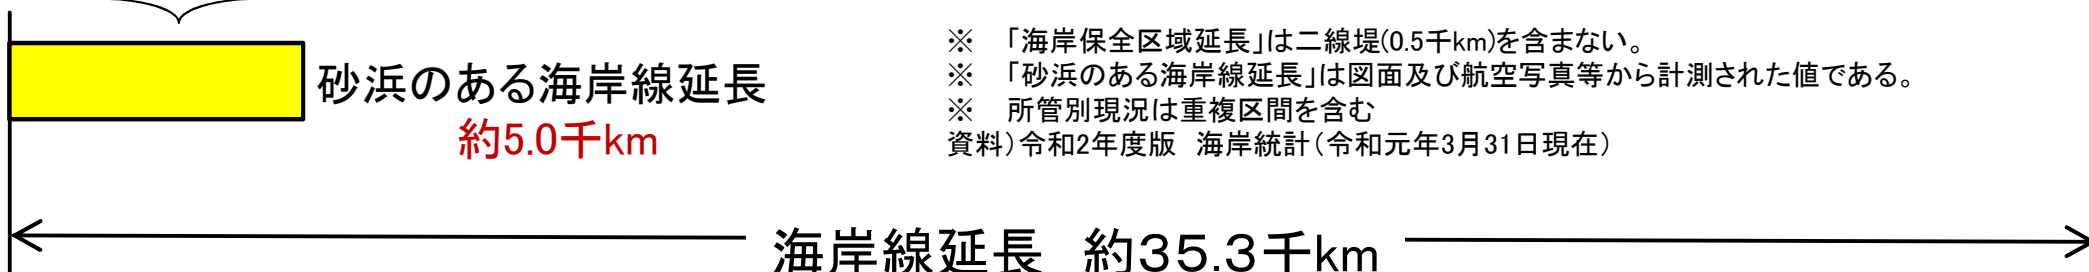 ※　「海岸保全区域延長」は二線堤(0.5千km)を含まない。
※　「砂浜のある海岸線延長」は図面及び航空写真等から計測された値である。
※　所管別現況は重複区間を含む
資料）令和2年度版　海岸統計（令和元年3月31日現在）
砂浜のある海岸線延長
約5.0千km
海岸線延長　約３５．３千km